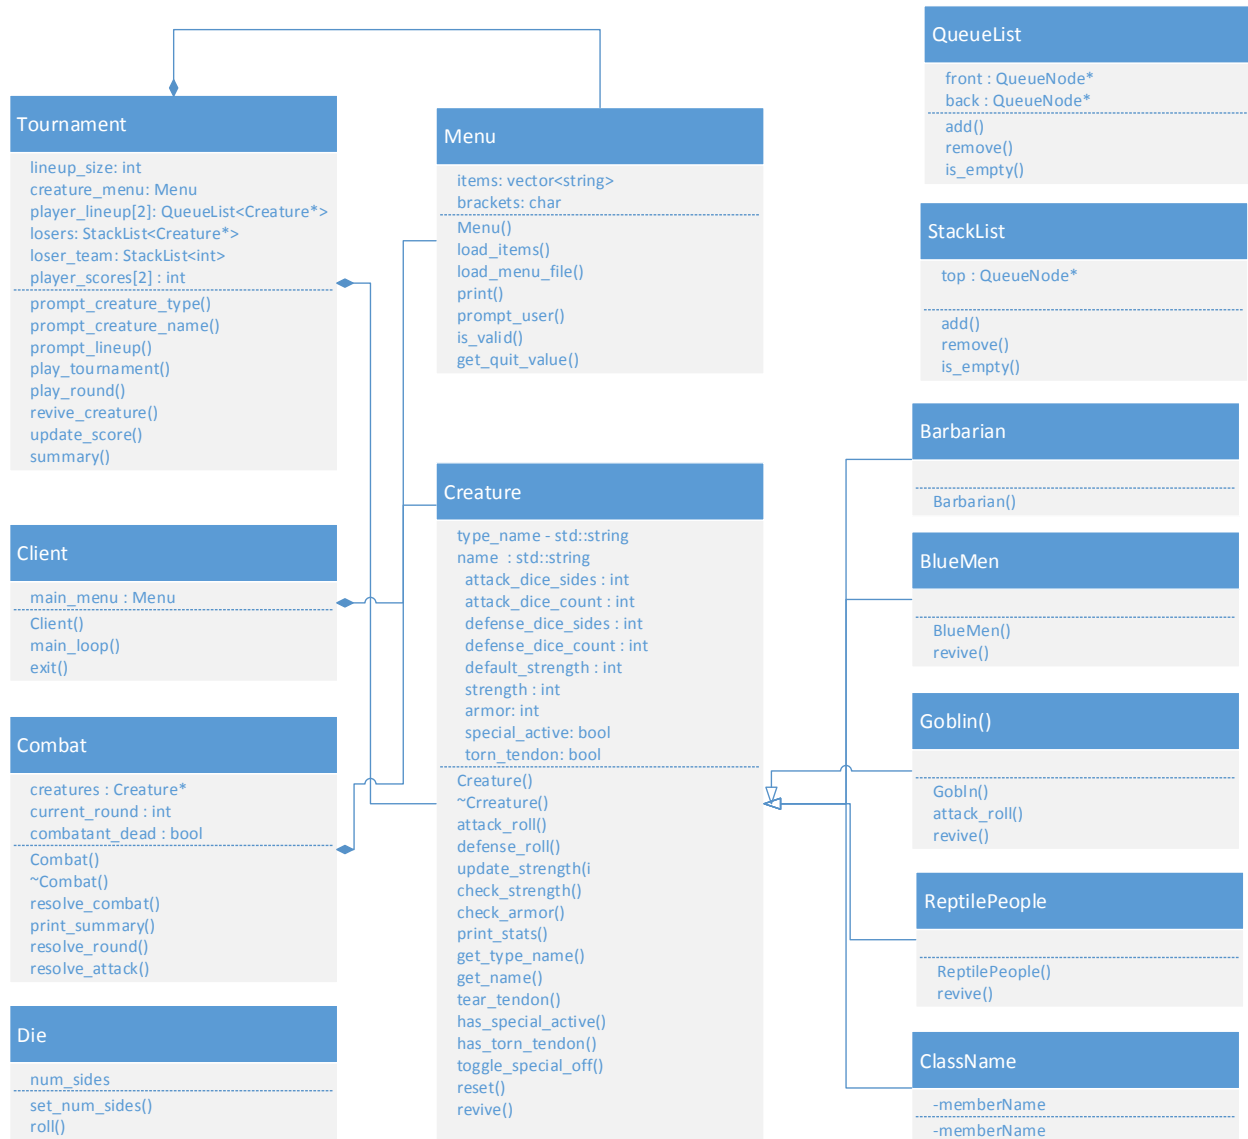 Tournament
lineup_size: int
creature_menu: Menu
player_lineup[2]: QueueList<Creature*>
losers: StackList<Creature*>
loser_team: StackList<int>
player_scores[2] : int
prompt_creature_type()
prompt_creature_name()
prompt_lineup()
play_tournament()
play_round()
revive_creature()
update_score()
summary()
Client
main_menu : Menu
Client()
main_loop()
exit()
Combat
creatures : Creature*
current_round : int
combatant_dead : bool
Combat()
~Combat()
resolve_combat()
print_summary()
resolve_round()
resolve_attack()
Die
num_sides
set_num_sides()
roll()
Menu
items: vector<string>
brackets: char
Menu()
load_items()
load_menu_file()
print()
prompt_user()
is_valid()
get_quit_value()
Creature
type_name - std::string
name : std::string
attack_dice_sides : int
attack_dice_count : int
defense_dice_sides : int
defense_dice_count : int
default_strength : int
strength : int
armor: int
special_active: bool
torn_tendon: bool
Creature()
~Crreature()
attack_roll()
defense_roll()
update_strength(i
check_strength()
check_armor()
print_stats()
get_type_name()
get_name()
tear_tendon()
has_special_active()
has_torn_tendon()
toggle_special_off()
reset()
revive()
QueueList
front : QueueNode*
back : QueueNode*
add()
remove()
is_empty()
StackList
top : QueueNode*
add()
remove()
is_empty()
Barbarian
Barbarian()
BlueMen
BlueMen()
revive()
Goblin()
Gobln()
attack_roll()
revive()
ReptilePeople
ReptilePeople()
revive()
ClassName
-memberName
-memberName